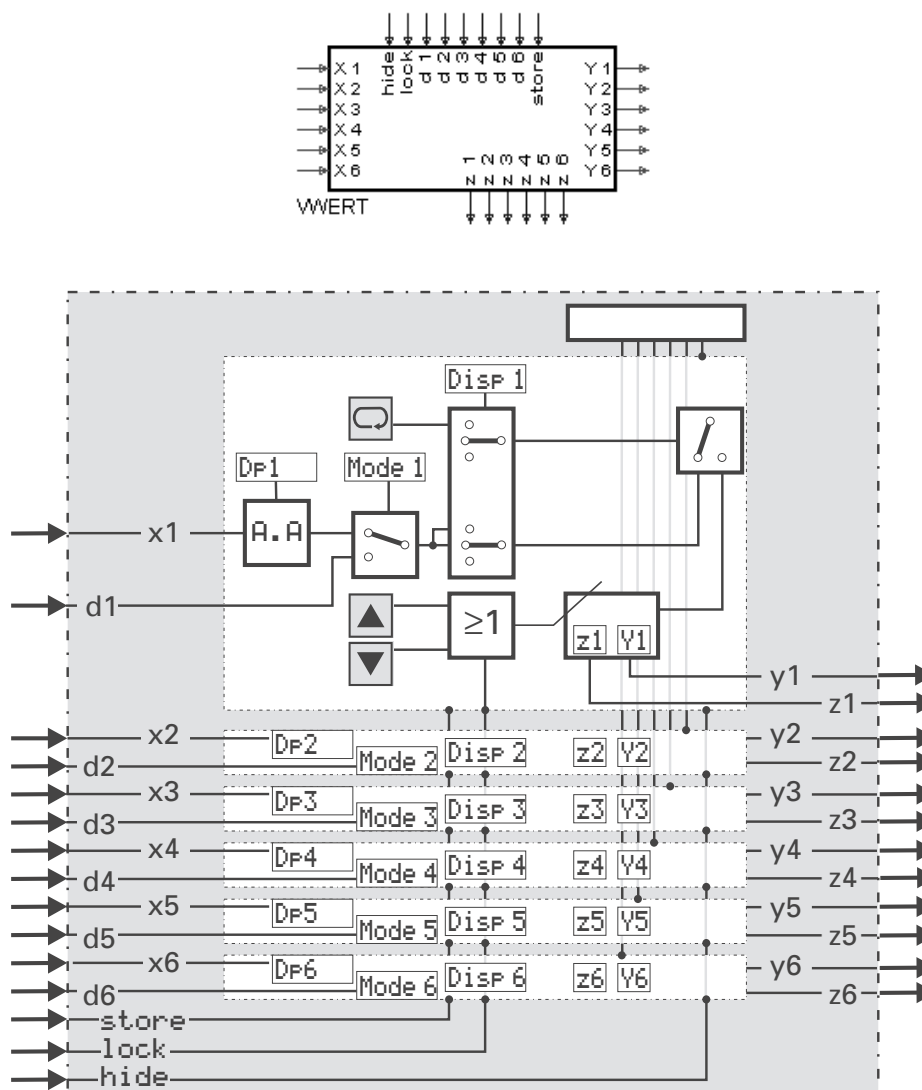 hide lock d1 d2 d3 d4 d5 d6 store
X1 Y1
X2 Y2
X3 Y3
X4 Y4
X5 Y5
X6 Y6
z1 z2 z3 z4 z5 z6
VWERT
Disp 1
Dp1 Mode 1
x1 A.A
d1
≥1
z1 Y1
y1
z1
x2 Dp2 y2
d2 Mode 2 Disp 2 z2 Y2 z2
x3 Dp3 y3
d3 Mode 3 Disp 3 z3 Y3 z3
x4 Dp4 y4
d4 Mode 4 Disp 4 z4 Y4 z4
x5 Dp5 y5
d5 Mode 5 Disp 5 z5 Y5 z5
x6 Dp6 y6
d6 Mode 6 Disp 6 z6 Y6 z6
store
lock
hide